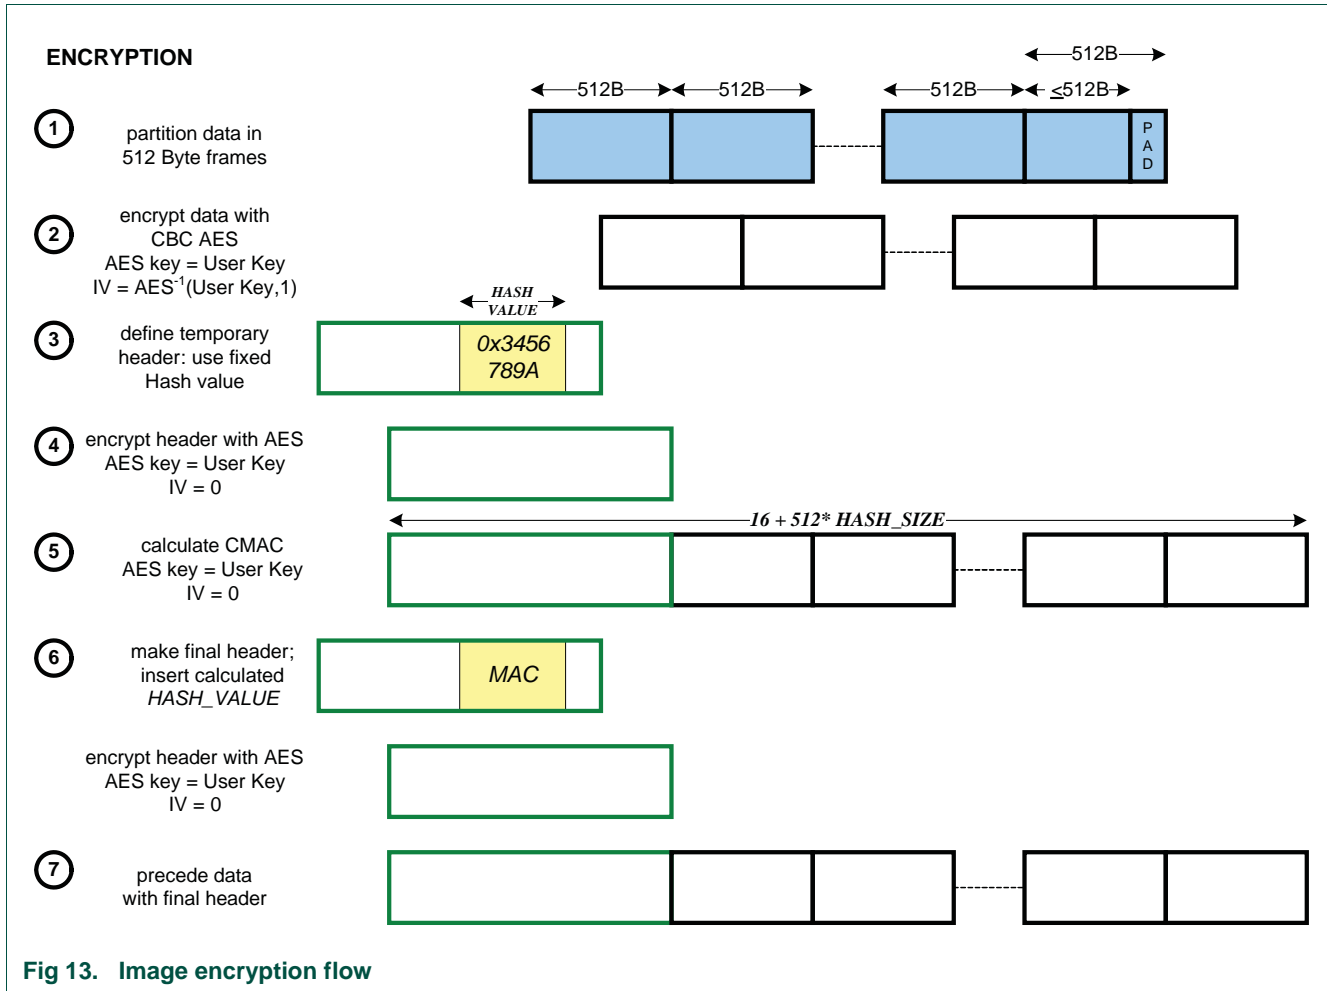 ENCRYPTION
512B
512B
512B
512B
≤512B
1
partition data in
512 Byte frames
P
A
D
2
encrypt data with
CBC AES
AES key = User Key
IV = AES⁻¹(User Key,1)
HASH
VALUE
3
define temporary
header: use fixed
Hash value
0x3456
789A
4
encrypt header with AES
AES key = User Key
IV = 0
16 + 512* HASH_SIZE
5
calculate CMAC
AES key = User Key
IV = 0
6
make final header;
insert calculated
HASH_VALUE
MAC
encrypt header with AES
AES key = User Key
IV = 0
7
precede data
with final header
Fig 13. Image encryption flow